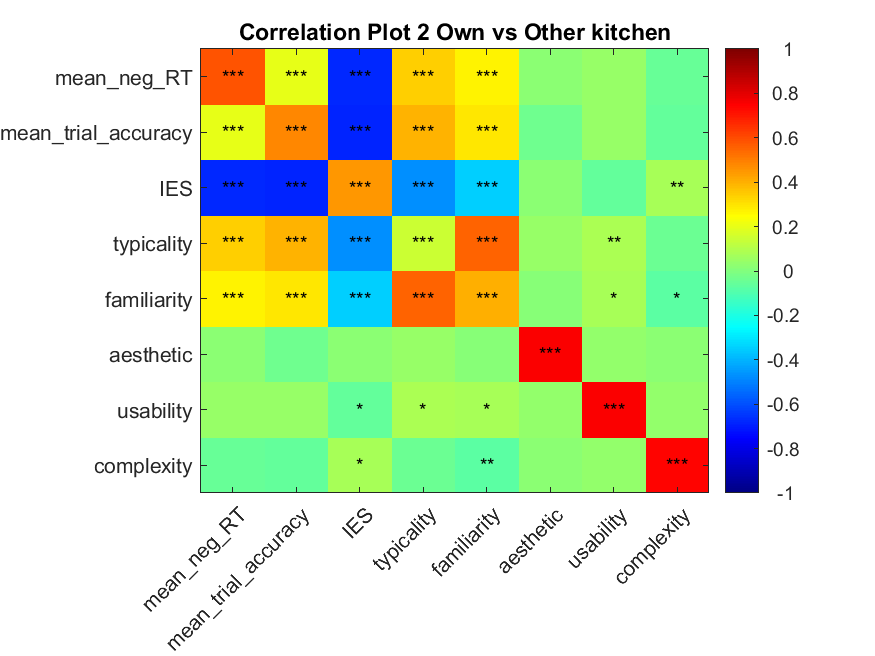 Correlation Plot 2 Own vs Other kitchen
mean_neg_RT *** *** *** *** ***
mean_trial_accuracy *** *** *** *** ***
IES *** *** *** *** *** **
typicality *** *** *** *** *** **
familiarity *** *** *** *** *** * *
aesthetic ***
usability * * * ***
complexity * ** ***
mean_neg_RT
mean_trial_accuracy
IES
typicality
familiarity
aesthetic
usability
complexity
1
0.8
0.6
0.4
0.2
0
-0.2
-0.4
-0.6
-0.8
-1